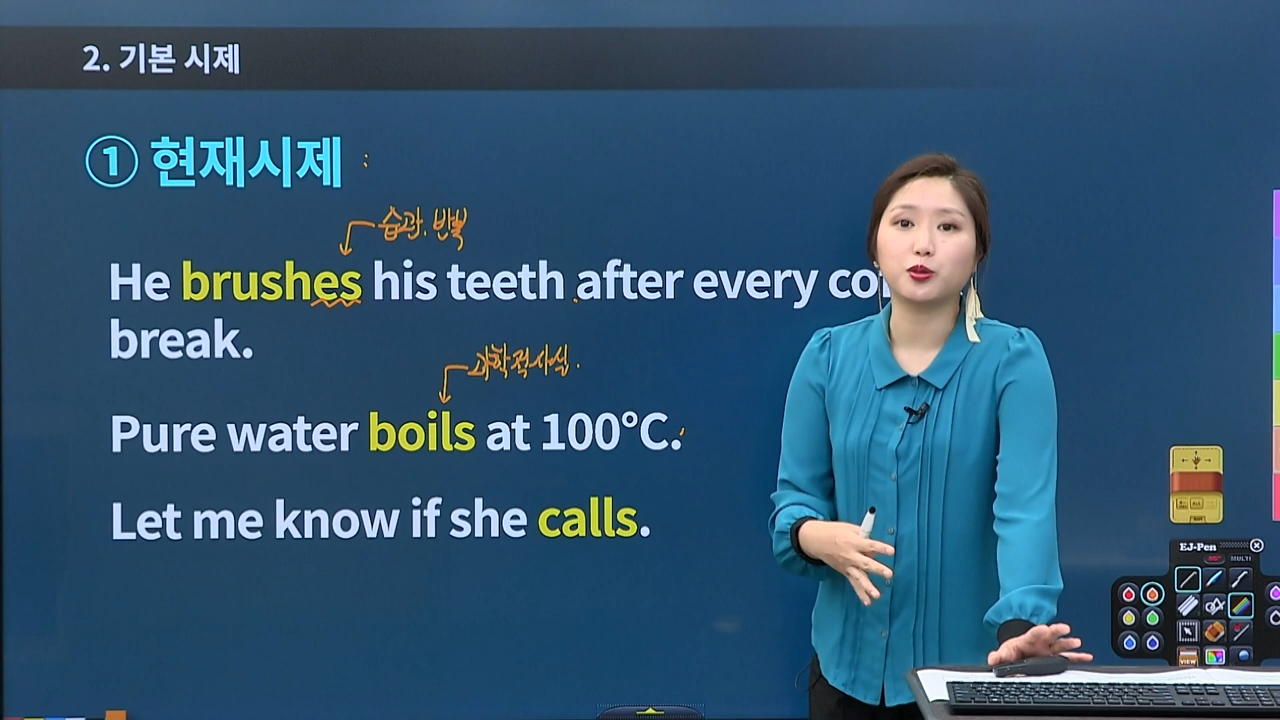 2. 기본 시제
① 현재시제 :
습관. 반복
He brushes his teeth after every
break.
과학적사실.
Pure water boils at 100°C.
Let me know if she calls.
EJ-Pen
MULTI
VIEW